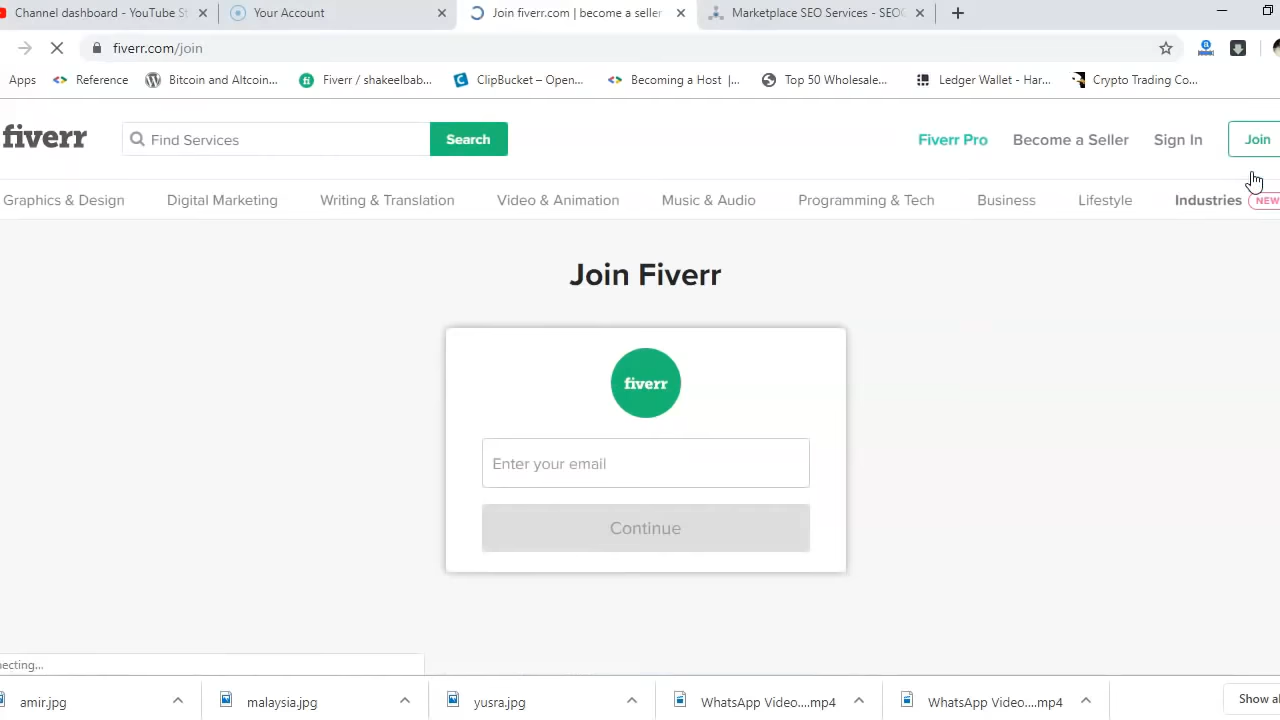 Channel dashboard - YouTube St
Your Account
Join fiverr.com | become a seller
Marketplace SEO Services - SEOC
fiverr.com/join
Apps
Reference
Bitcoin and Altcoin...
Fiverr / shakeelbab...
ClipBucket – Open...
Becoming a Host |...
Top 50 Wholesale...
Ledger Wallet - Har...
Crypto Trading Co...
fiverr
Find Services
Search
Fiverr Pro
Become a Seller
Sign In
Join
Graphics & Design
Digital Marketing
Writing & Translation
Video & Animation
Music & Audio
Programming & Tech
Business
Lifestyle
Industries
NEW
Join Fiverr
fiverr
Enter your email
Continue
necting...
amir.jpg
malaysia.jpg
yusra.jpg
WhatsApp Video....mp4
WhatsApp Video....mp4
Show al